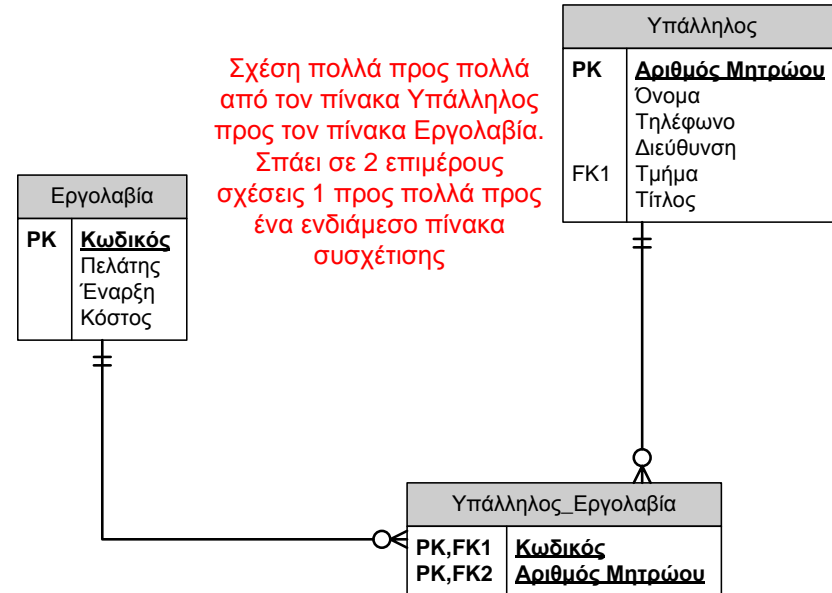 Υπάλληλος
PK Αριθμός Μητρώου
Όνομα
Τηλέφωνο
Διεύθυνση
FK1 Τμήμα
Τίτλος
Σχέση πολλά προς πολλά
από τον πίνακα Υπάλληλος
προς τον πίνακα Εργολαβία.
Σπάει σε 2 επιμέρους
σχέσεις 1 προς πολλά προς
ένα ενδιάμεσο πίνακα
συσχέτισης
Εργολαβία
PK Κωδικός
Πελάτης
Έναρξη
Κόστος
Υπάλληλος_Εργολαβία
PK,FK1 Κωδικός
PK,FK2 Αριθμός Μητρώου